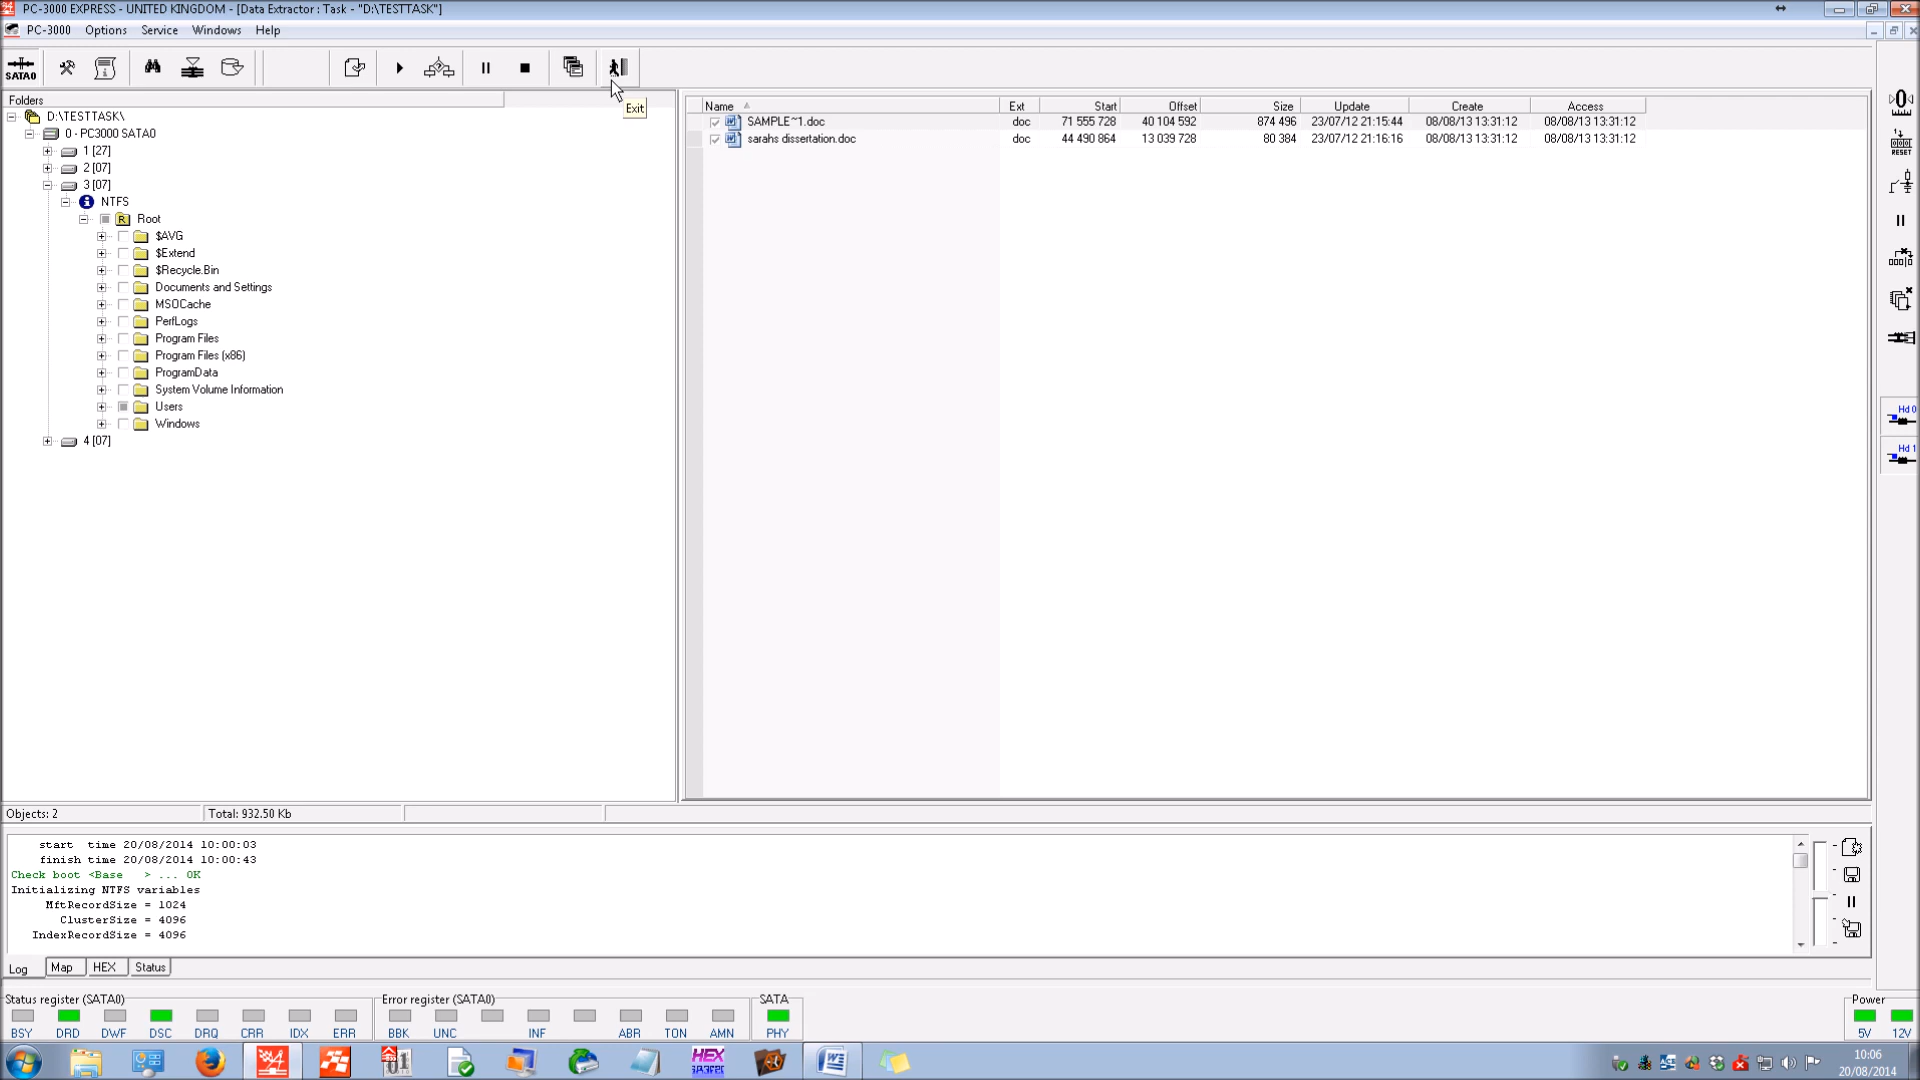 PC-3000 EXPRESS - UNITED KINGDOM - [Data Extractor : Task - "D:\TESTTASK"]
PC-3000 Options Service Windows Help
SATA0
Exit
Folders
D:\TESTTASK\
0 - PC3000 SATA0
1 [27]
2 [07]
3 [07]
NTFS
R Root
$AVG
$Extend
$Recycle.Bin
Documents and Settings
MSOCache
PerfLogs
Program Files
Program Files (x86)
ProgramData
System Volume Information
Users
Windows
4 [07]
Name Ext Start Offset Size Update Create Access
SAMPLE~1.doc doc 71 555 728 40 104 592 874 496 23/07/12 21:15:44 08/08/13 13:31:12 08/08/13 13:31:12
sarahs dissertation.doc doc 44 490 864 13 039 728 80 384 23/07/12 21:16:16 08/08/13 13:31:12 08/08/13 13:31:12
RESET
Hd 0
Hd 1
Objects: 2 Total: 932.50 Kb
start time 20/08/2014 10:00:03
finish time 20/08/2014 10:00:43
Check boot <Base > ... OK
Initializing NTFS variables
MftRecordSize = 1024
ClusterSize = 4096
IndexRecordSize = 4096
Log Map HEX Status
Status register (SATA0) Error register (SATA0) SATA Power
BSY DRD DWF DSC DRQ CRR IDX ERR BBK UNC INF ABR TON AMN PHY 5V 12V
HEX
10:06
20/08/2014